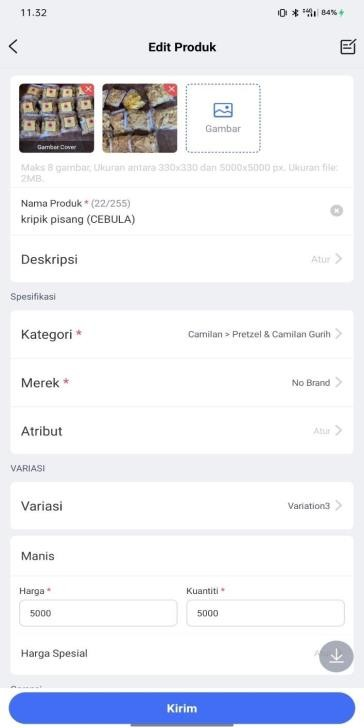 11.32
84%
Edit Produk
Gambar Cover
Gambar
Maks 8 gambar, Ukuran antara 330x330 dan 5000x5000 px. Ukuran file:
2MB.
Nama Produk * (22/255)
kripik pisang (CEBULA)
Deskripsi
Atur
Spesifikasi
Kategori *
Camilan > Pretzel & Camilan Gurih
Merek *
No Brand
Atribut
Atur
VARIASI
Variasi
Variation3
Manis
Harga *
Kuantiti *
5000
5000
Harga Spesial
Kirim